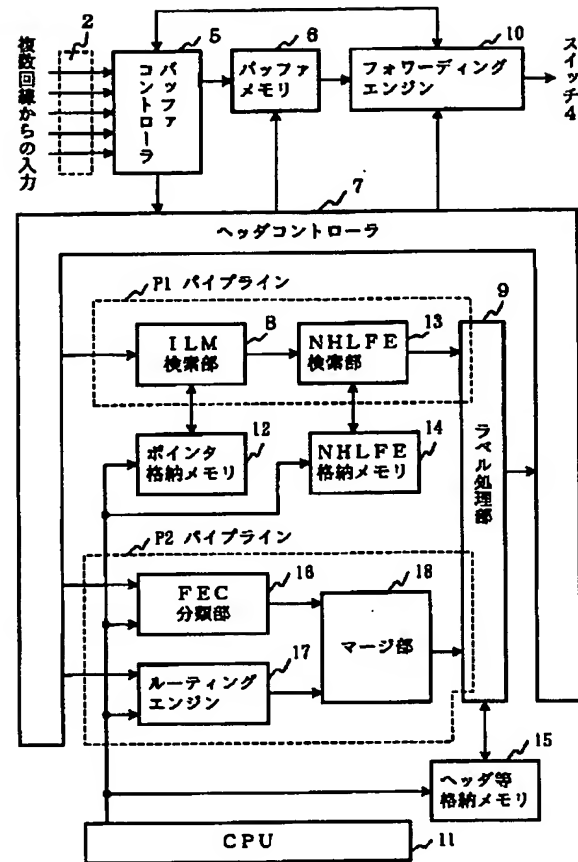 2
5
6
10
複数回線からの入力
バッファ
コントローラ
バッファ
メモリ
フォワーディング
エンジン
スイッチ4
7
ヘッダコントローラ
P1 パイプライン
9
8
13
ILM
検索部
NHLFE
検索部
12
14
ポインタ
格納メモリ
NHLFE
格納メモリ
ラベル処理部
P2 パイプライン
16
18
FEC
分類部
マージ部
17
ルーティング
エンジン
15
ヘッダ等
格納メモリ
CPU
11